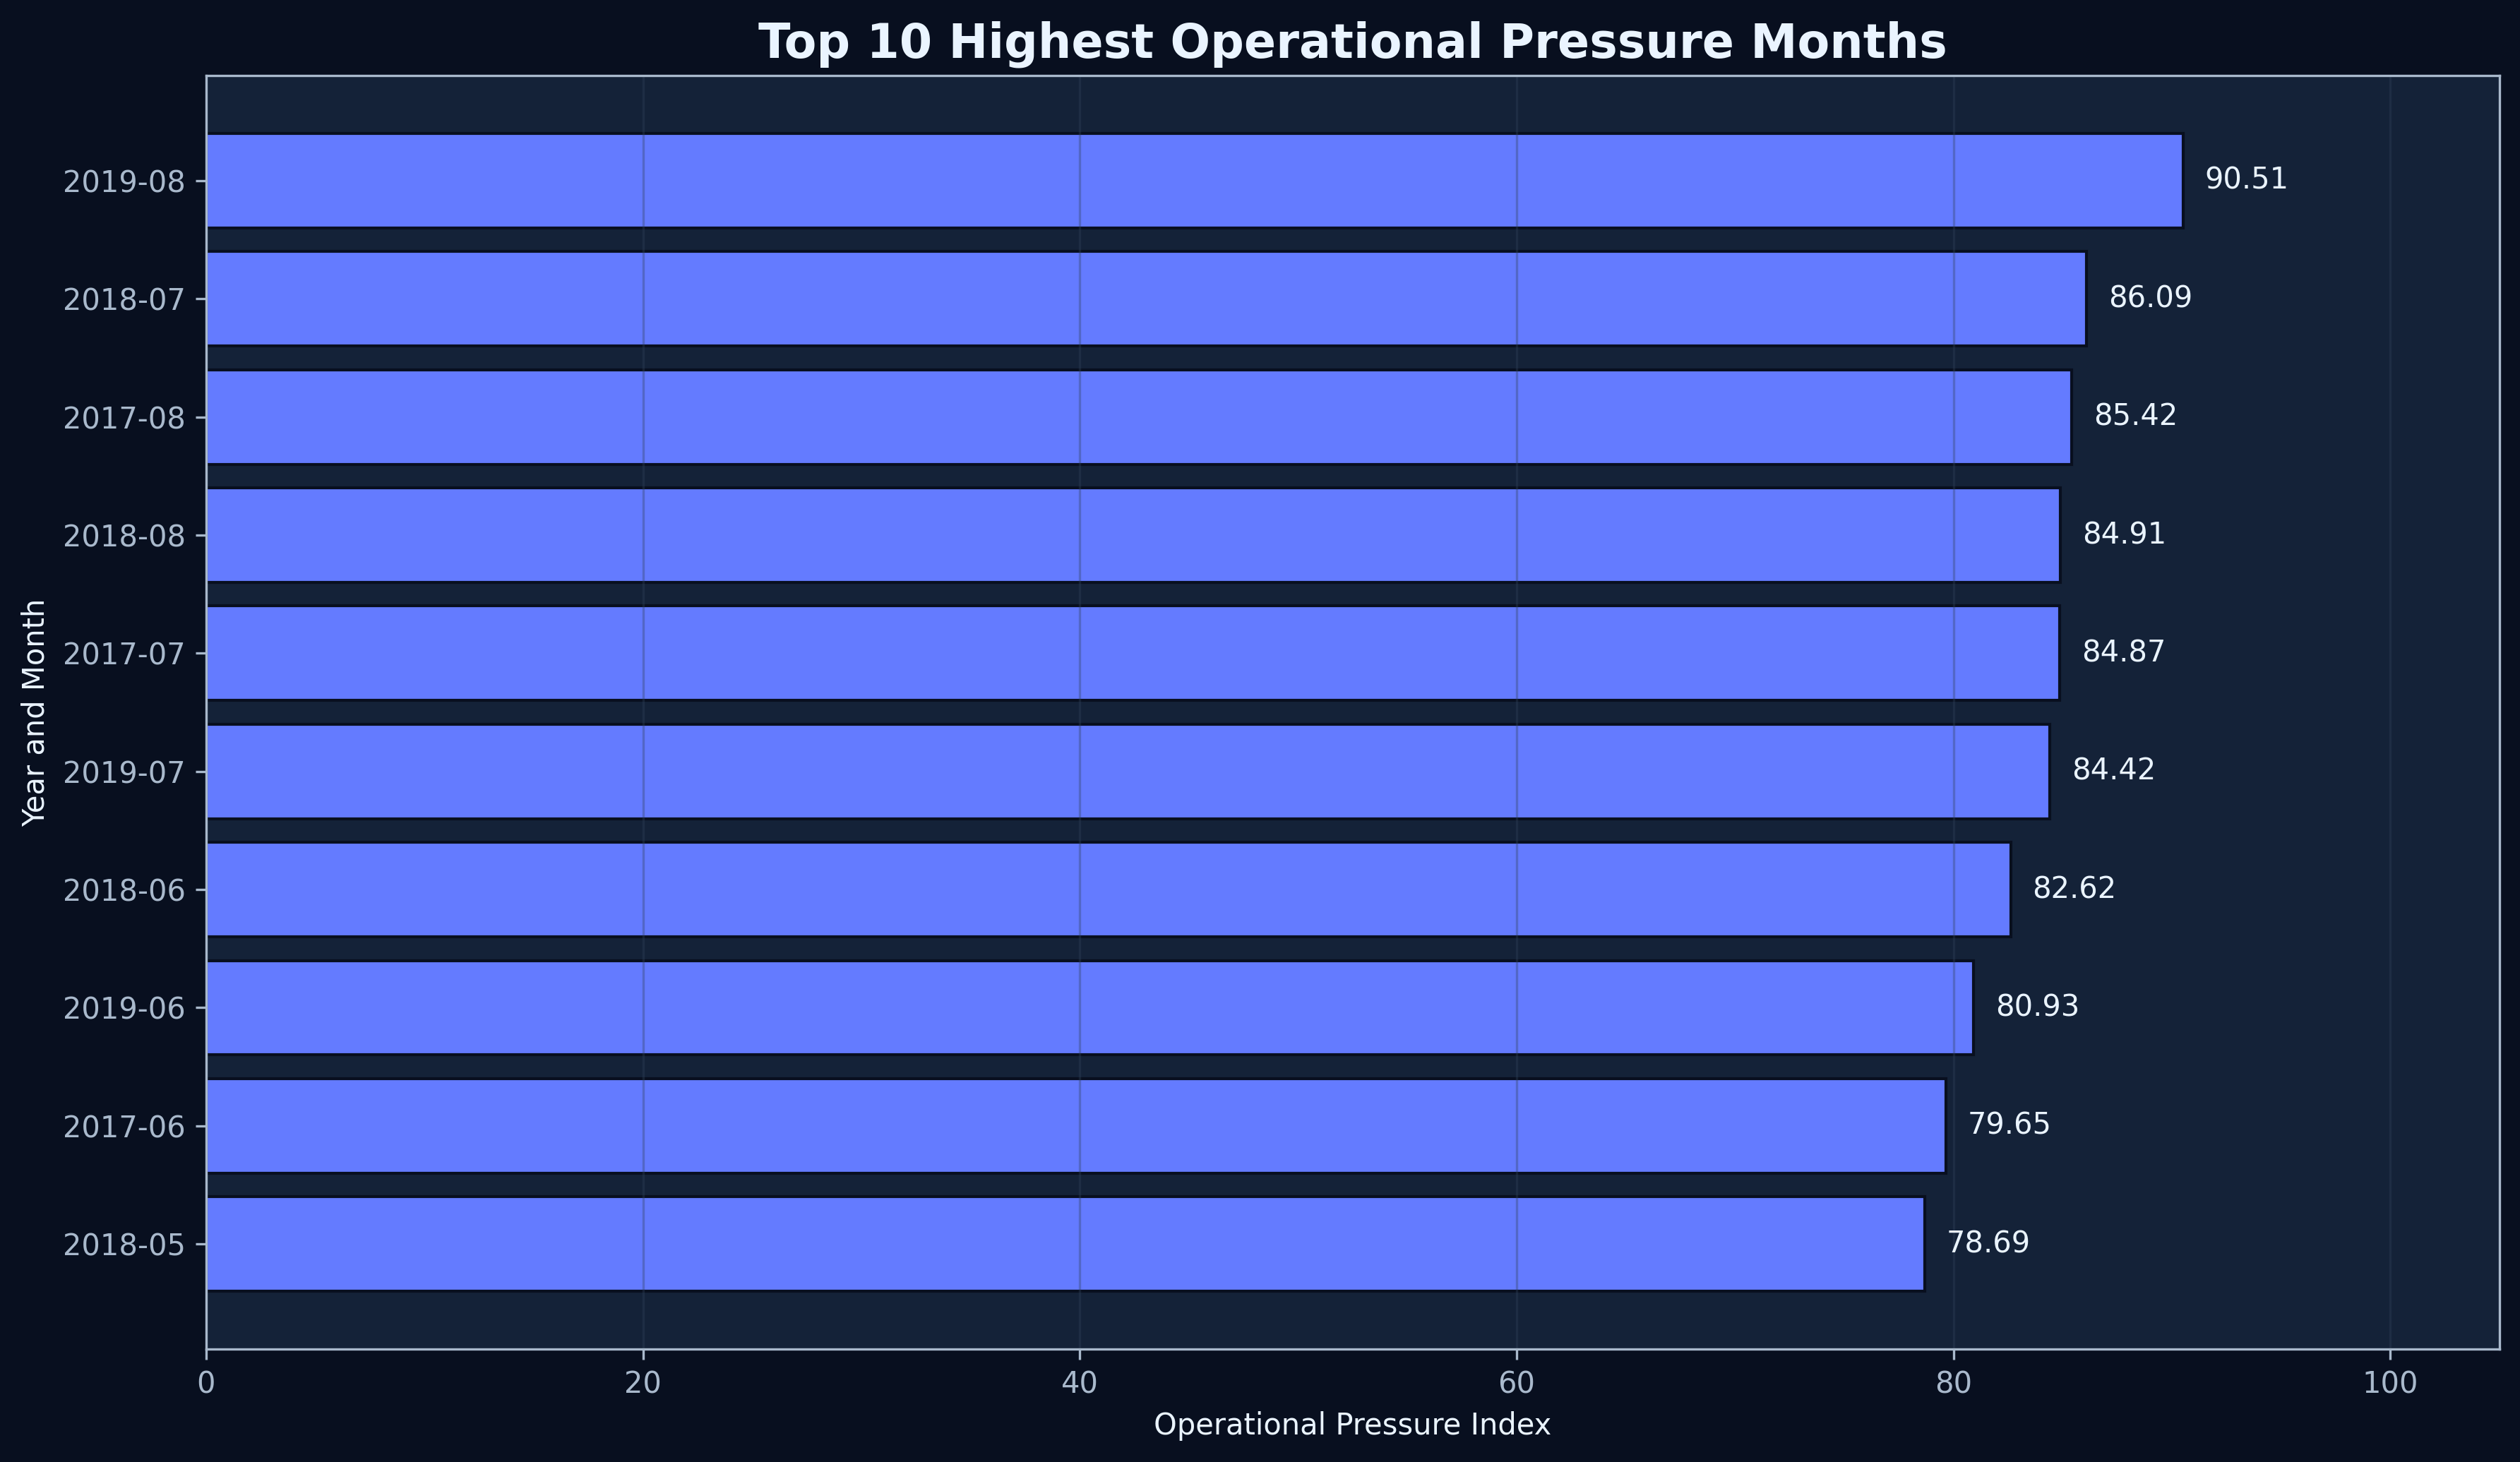 Top 10 Highest Operational Pressure Months
Year and Month
2019-08 90.51
2018-07 86.09
2017-08 85.42
2018-08 84.91
2017-07 84.87
2019-07 84.42
2018-06 82.62
2019-06 80.93
2017-06 79.65
2018-05 78.69
0 20 40 60 80 100
Operational Pressure Index